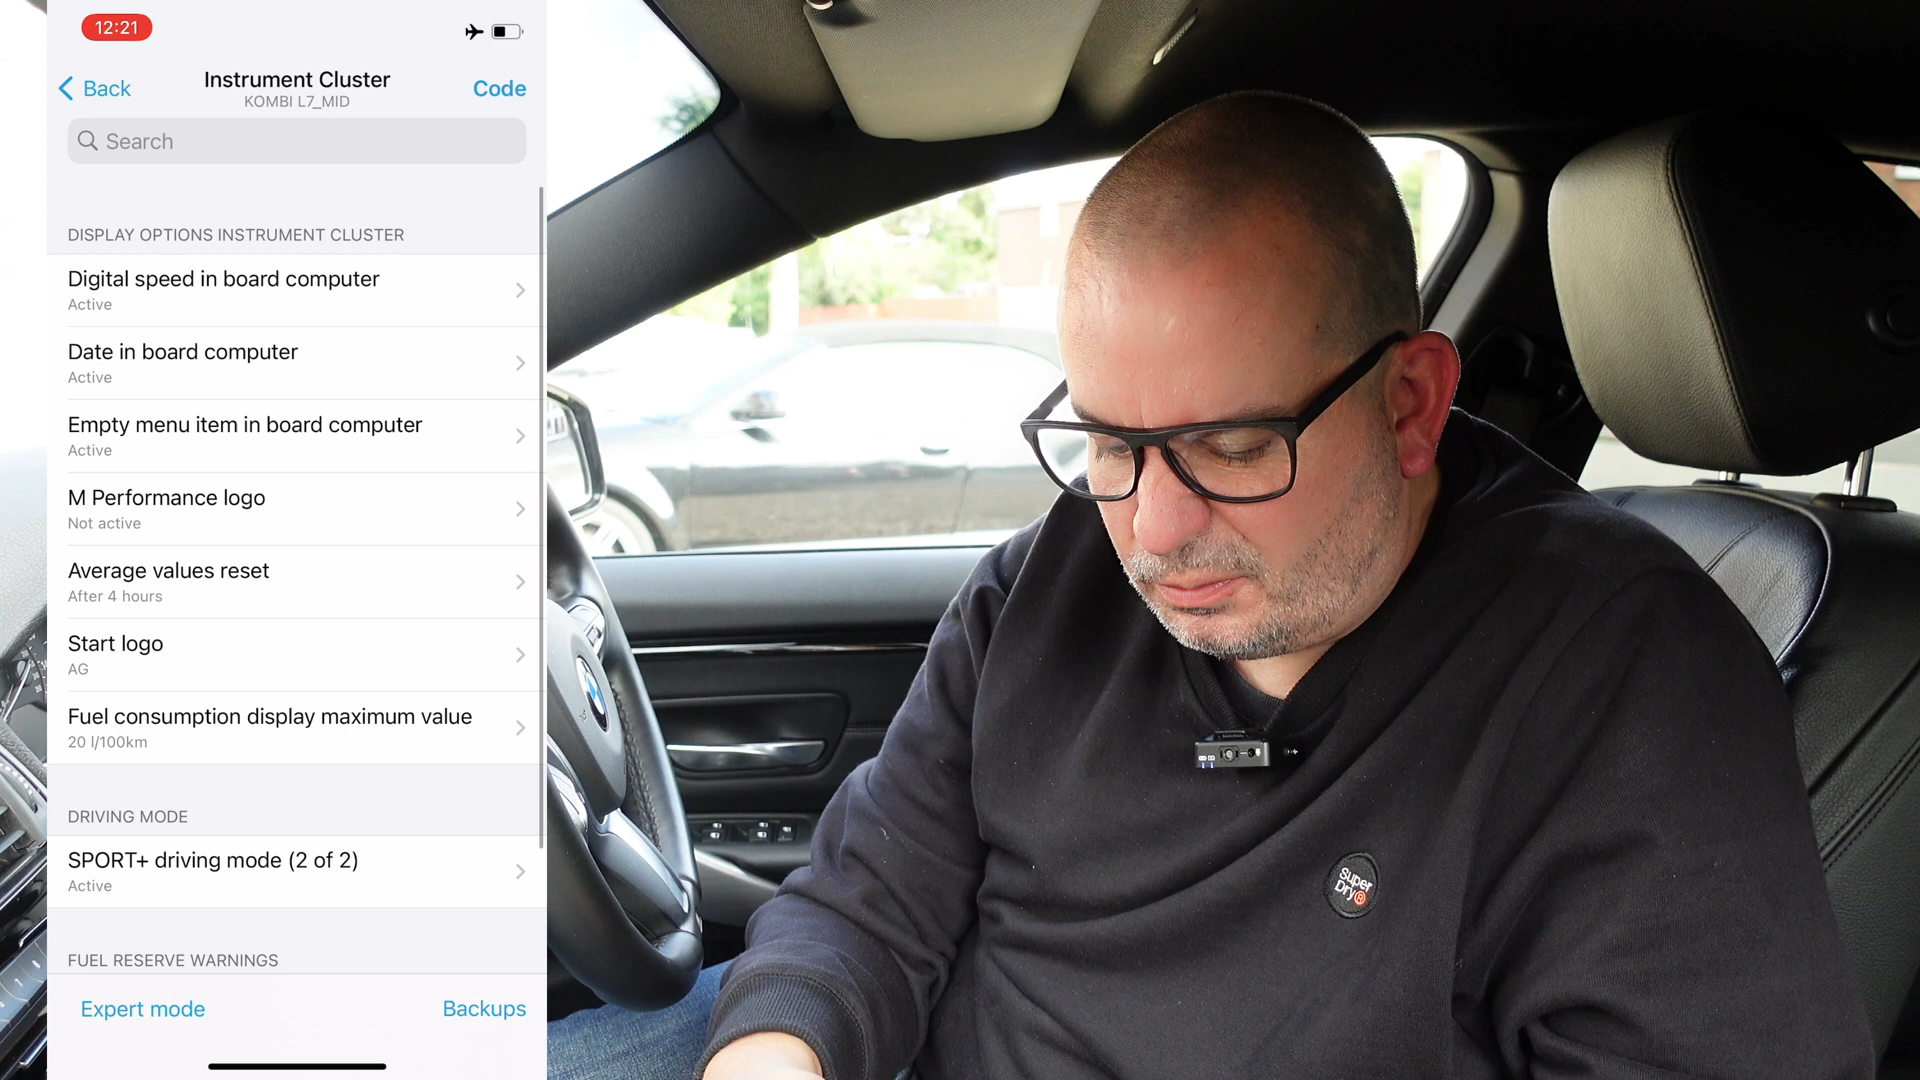 12:21
Back
Instrument Cluster
Code
KOMBI L7_MID
Search
DISPLAY OPTIONS INSTRUMENT CLUSTER
Digital speed in board computer
Active
Date in board computer
Active
Empty menu item in board computer
Active
M Performance logo
Not active
Average values reset
After 4 hours
Start logo
AG
Fuel consumption display maximum value
20 l/100km
DRIVING MODE
SPORT+ driving mode (2 of 2)
Active
FUEL RESERVE WARNINGS
Expert mode
Backups
Super
Dry®